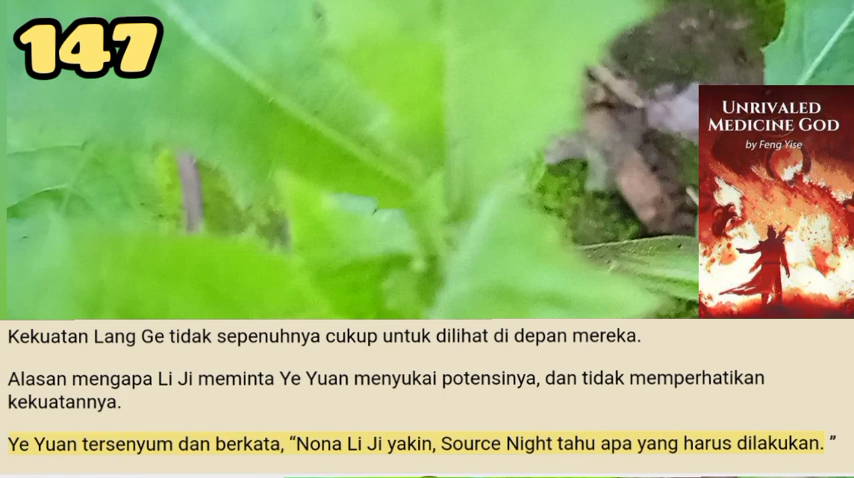 147
UNRIVALED
MEDICINE GOD
by Feng Yise
Kekuatan Lang Ge tidak sepenuhnya cukup untuk dilihat di depan mereka.
Alasan mengapa Li Ji meminta Ye Yuan menyukai potensinya, dan tidak memperhatikan
kekuatannya.
Ye Yuan tersenyum dan berkata, “Nona Li Ji yakin, Source Night tahu apa yang harus dilakukan. ”